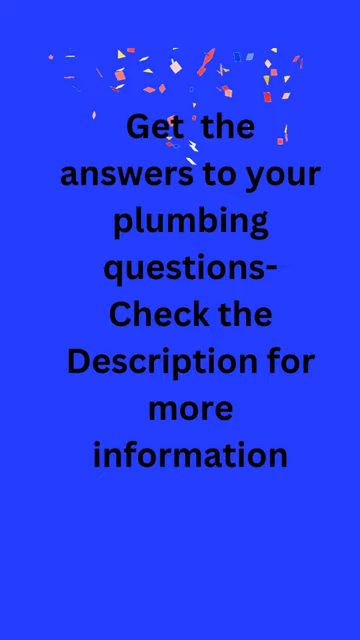 Get  the
answers to your
plumbing
questions-
Check the
Description for
more
information